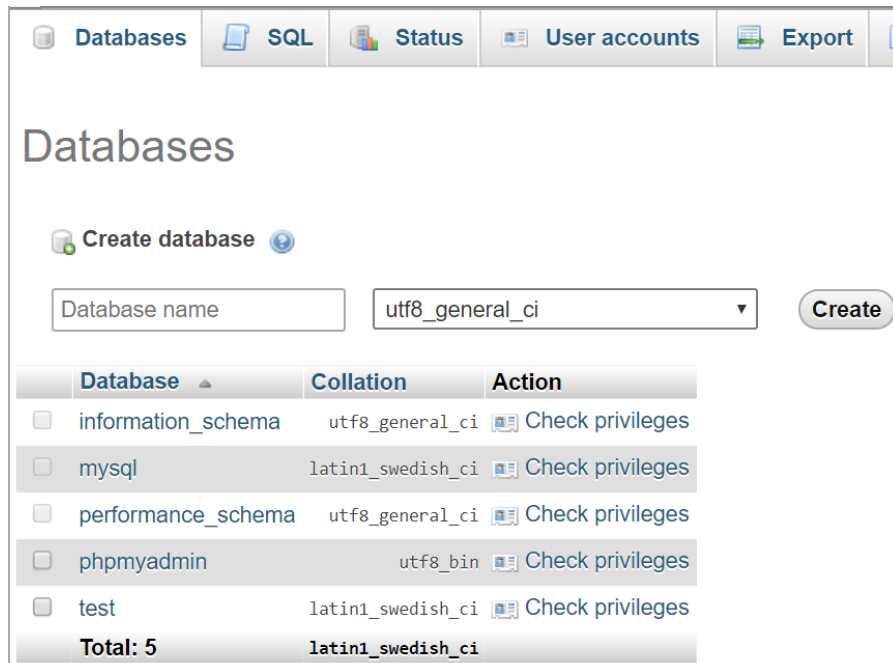 Databases SQL Status User accounts Export
Databases
Create database
Database name utf8_general_ci Create
Database Collation Action
information_schema utf8_general_ci Check privileges
mysql latin1_swedish_ci Check privileges
performance_schema utf8_general_ci Check privileges
phpmyadmin utf8_bin Check privileges
test latin1_swedish_ci Check privileges
Total: 5 latin1_swedish_ci